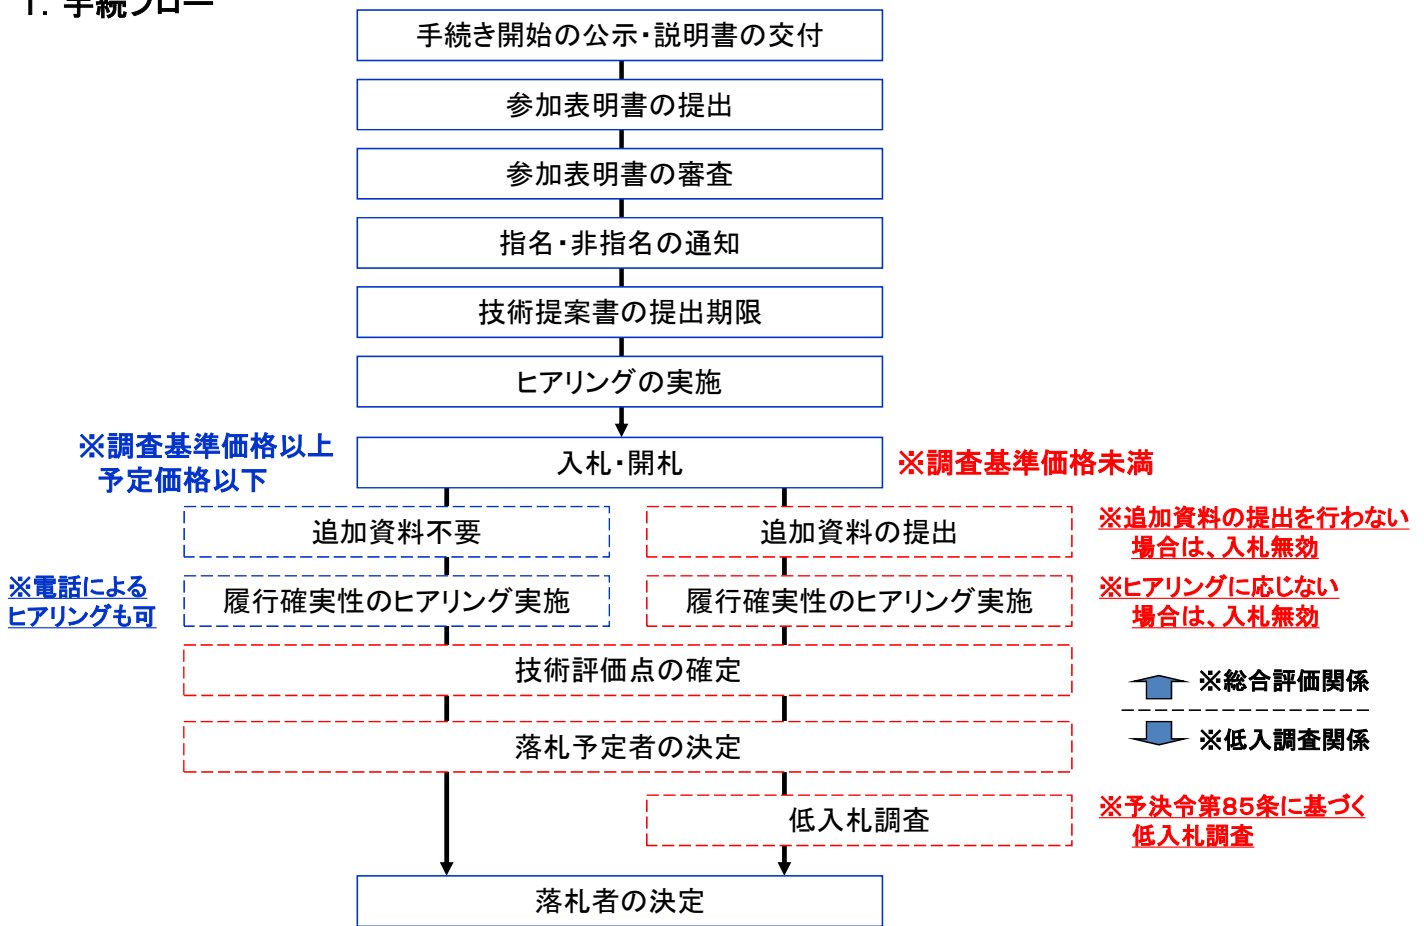 1. 手続フロー
手続き開始の公示・説明書の交付
参加表明書の提出
参加表明書の審査
指名・非指名の通知
技術提案書の提出期限
ヒアリングの実施
※調査基準価格以上
予定価格以下
入札・開札
※調査基準価格未満
追加資料不要
追加資料の提出
※追加資料の提出を行わない
場合は、入札無効
※電話による
ヒアリングも可
履行確実性のヒアリング実施
履行確実性のヒアリング実施
※ヒアリングに応じない
場合は、入札無効
技術評価点の確定
※総合評価関係
落札予定者の決定
※低入調査関係
低入札調査
※予決令第85条に基づく
低入札調査
落札者の決定